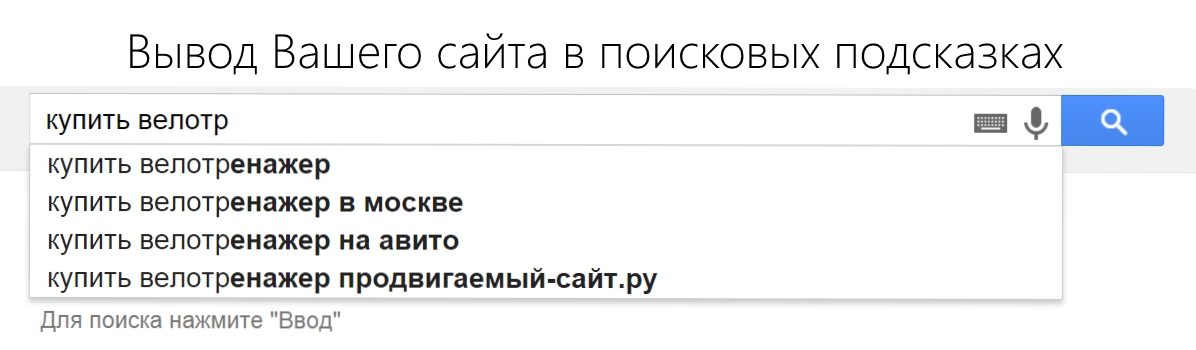 Вывод Вашего сайта в поисковых подсказках
купить велотр
купить велотренажер
купить велотренажер в москве
купить велотренажер на авито
купить велотренажер продвигаемый-сайт.ру
Для поиска нажмите "Ввод"